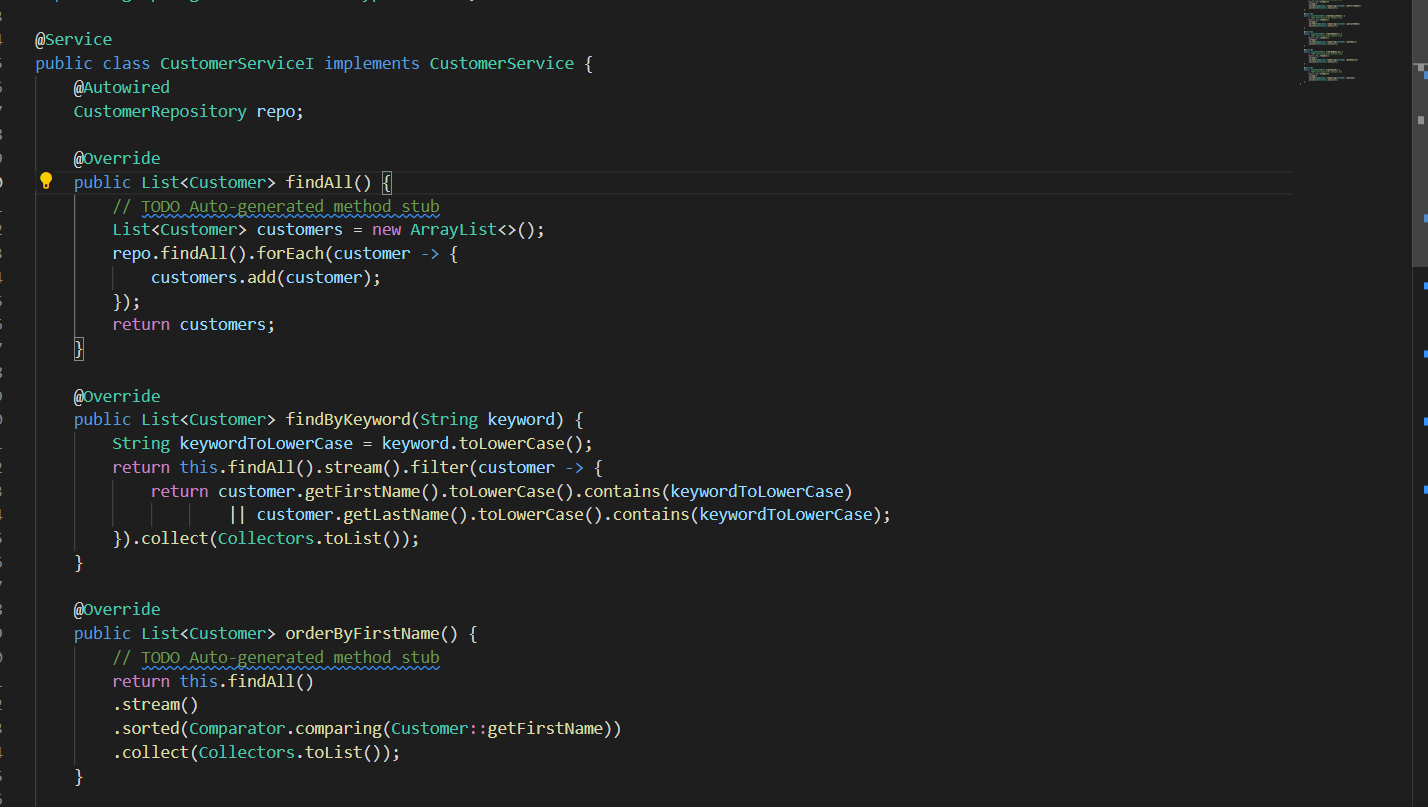 @Service
public class CustomerServiceI implements CustomerService {
@Autowired
CustomerRepository repo;
@Override
public List<Customer> findAll() {
// TODO Auto-generated method stub
List<Customer> customers = new ArrayList<>();
repo.findAll().forEach(customer -> {
customers.add(customer);
});
return customers;
}
@Override
public List<Customer> findByKeyword(String keyword) {
String keywordToLowerCase = keyword.toLowerCase();
return this.findAll().stream().filter(customer -> {
return customer.getFirstName().toLowerCase().contains(keywordToLowerCase)
|| customer.getLastName().toLowerCase().contains(keywordToLowerCase);
}).collect(Collectors.toList());
}
@Override
public List<Customer> orderByFirstName() {
// TODO Auto-generated method stub
return this.findAll()
.stream()
.sorted(Comparator.comparing(Customer::getFirstName))
.collect(Collectors.toList());
}